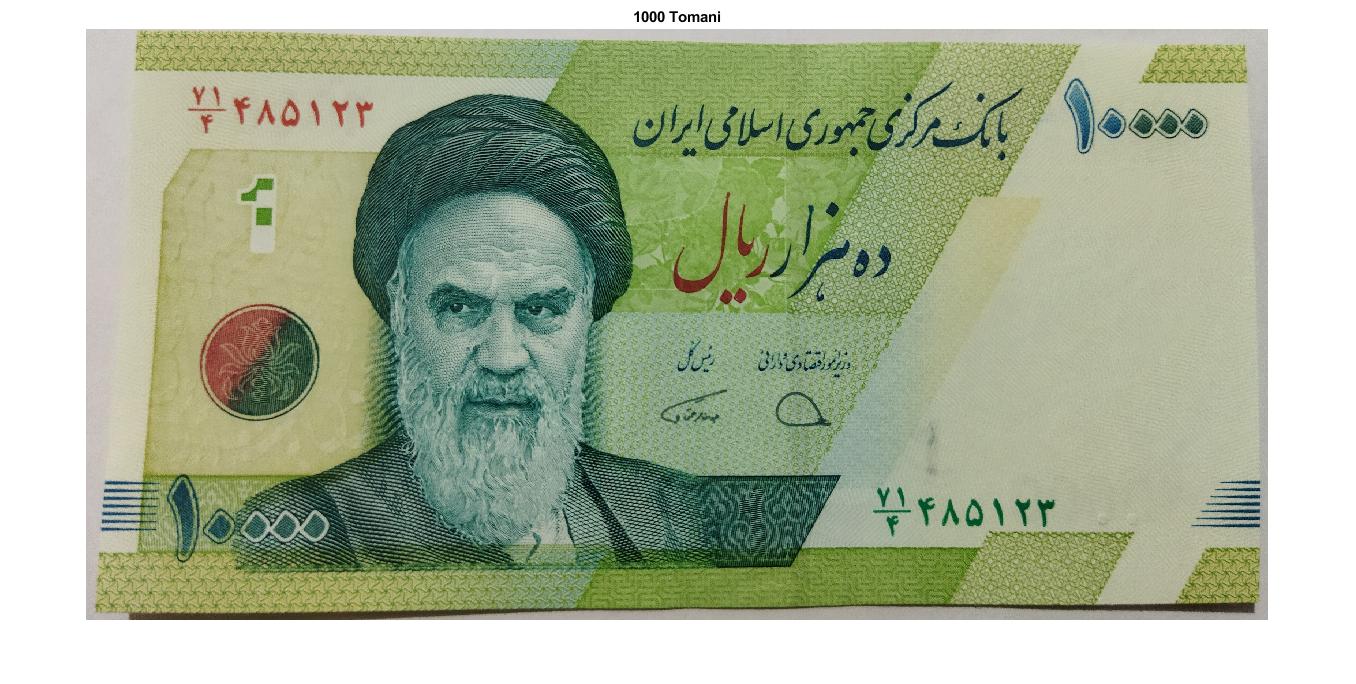 1000 Tomani
۷۱/۴ ۴۸۵۱۲۳
بانک مرکزی جمهوری اسلامی ایران
۱۰۰۰۰
ده هزار ریال
رئیس کل
وزیر امور اقتصادی و دارائی
۱۰۰۰۰
۷۱/۴ ۴۸۵۱۲۳